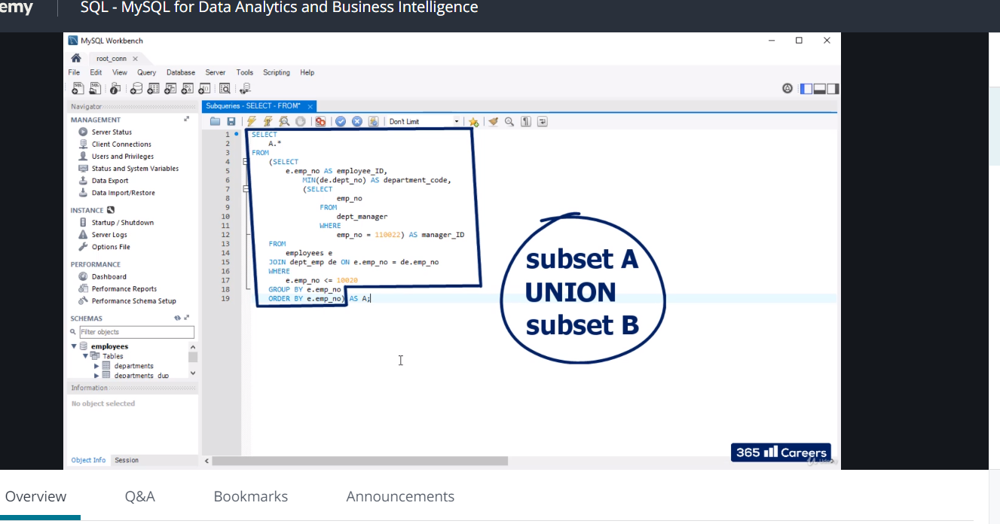 emy
SQL - MySQL for Data Analytics and Business Intelligence
MySQL Workbench
root_conn
File Edit View Query Database Server Tools Scripting Help
Navigator
MANAGEMENT
Server Status
Client Connections
Users and Privileges
Status and System Variables
Data Export
Data Import/Restore
INSTANCE
Startup / Shutdown
Server Logs
Options File
PERFORMANCE
Dashboard
Performance Reports
Performance Schema Setup
SCHEMAS
Filter objects
employees
Tables
departments
departments_dup
Information
No object selected
Object Info Session
Subqueries - SELECT - FROM*
Don't Limit
1 SELECT
2 A.*
3 FROM
4 (SELECT
5 e.emp_no AS employee_ID,
6 MIN(de.dept_no) AS department_code,
7 (SELECT
8 emp_no
9 FROM
10 dept_manager
11 WHERE
12 emp_no = 110022) AS manager_ID
13 FROM
14 employees e
15 JOIN dept_emp de ON e.emp_no = de.emp_no
16 WHERE
17 e.emp_no <= 10020
18 GROUP BY e.emp_no
19 ORDER BY e.emp_no) AS A;
subset A
UNION
subset B
365 Careers
Udemy
Overview Q&A Bookmarks Announcements